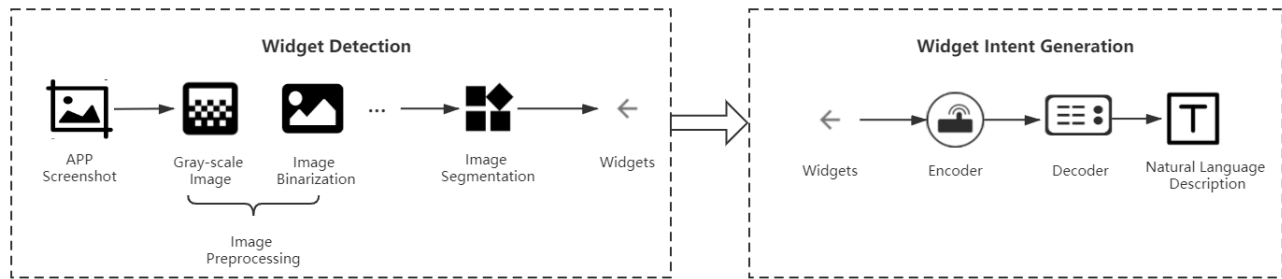 Widget Detection
APP
Screenshot
Gray-scale
Image
Image
Binarization
...
Image
Segmentation
Widgets
Image
Preprocessing
Widget Intent Generation
Widgets
Encoder
Decoder
T
Natural Language
Description